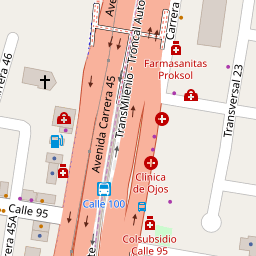 Ave
TransMilenio - Troncal Auto
Carrera
Carrera 46
Farmasanitas
Proksol
Transversal 23
Avenida Carrera 45
Clínica
de Ojos
Calle 100
Calle 95
Carrera 45A
Colsubsidio
Calle 95